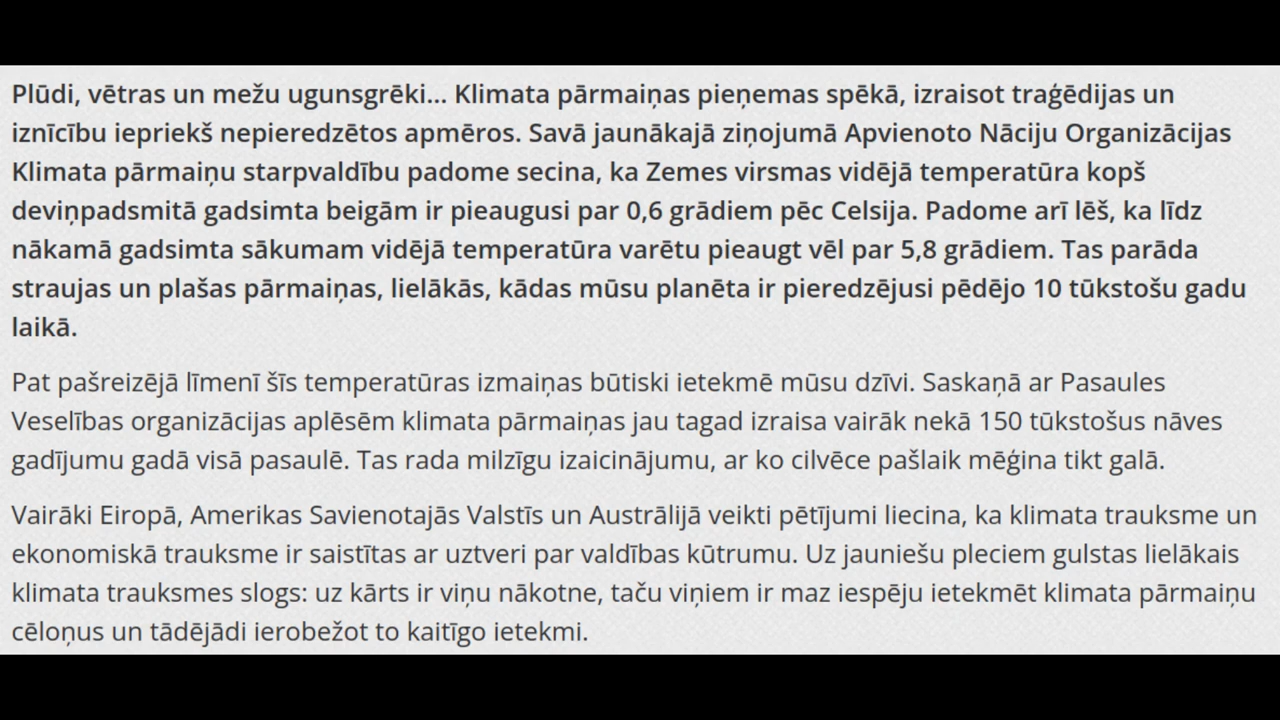 Plūdi, vētras un mežu ugunsgrēki... Klimata pārmaiņas pieņemas spēkā, izraisot traģēdijas un
iznīcību iepriekš nepieredzētos apmēros. Savā jaunākajā ziņojumā Apvienoto Nāciju Organizācijas
Klimata pārmaiņu starpvaldību padome secina, ka Zemes virsmas vidējā temperatūra kopš
deviņpadsmitā gadsimta beigām ir pieaugusi par 0,6 grādiem pēc Celsija. Padome arī lēš, ka līdz
nākamā gadsimta sākumam vidējā temperatūra varētu pieaugt vēl par 5,8 grādiem. Tas parāda
straujas un plašas pārmaiņas, lielākās, kādas mūsu planēta ir pieredzējusi pēdējo 10 tūkstošu gadu
laikā.
Pat pašreizējā līmenī šīs temperatūras izmaiņas būtiski ietekmē mūsu dzīvi. Saskaņā ar Pasaules
Veselības organizācijas aplēsēm klimata pārmaiņas jau tagad izraisa vairāk nekā 150 tūkstošus nāves
gadījumu gadā visā pasaulē. Tas rada milzīgu izaicinājumu, ar ko cilvēce pašlaik mēģina tikt galā.
Vairāki Eiropā, Amerikas Savienotajās Valstīs un Austrālijā veikti pētījumi liecina, ka klimata trauksme un
ekonomiskā trauksme ir saistītas ar uztveri par valdības kūtrumu. Uz jauniešu pleciem gulstas lielākais
klimata trauksmes slogs: uz kārts ir viņu nākotne, taču viņiem ir maz iespēju ietekmēt klimata pārmaiņu
cēloņus un tādējādi ierobežot to kaitīgo ietekmi.